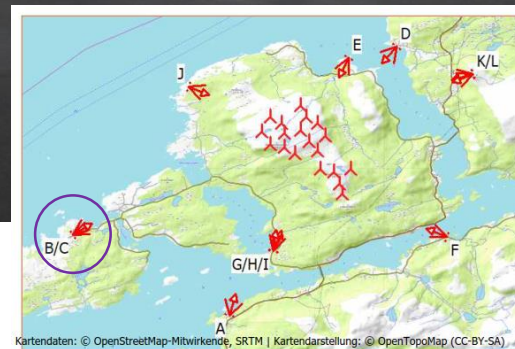 D
E
K/L
J
B/C
G/H/I
F
A
Kartendaten: © OpenStreetMap-Mitwirkende, SRTM | Kartendarstellung: © OpenTopoMap (CC-BY-SA)